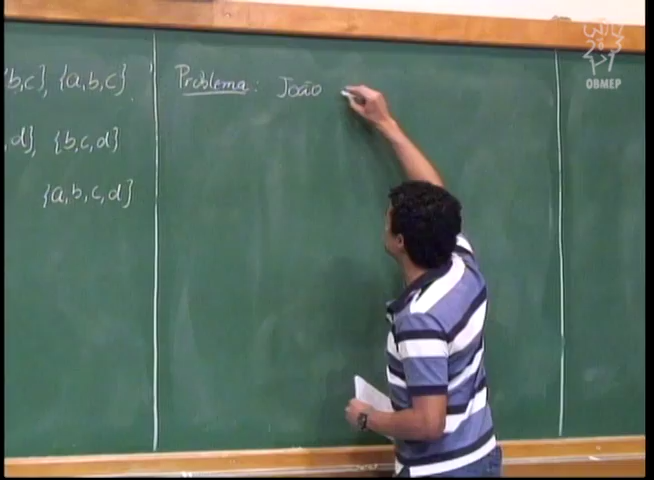 b,c}, {a,b,c}
,d}, {b,c,d}
{a,b,c,d}
Problema: João
OBMEP